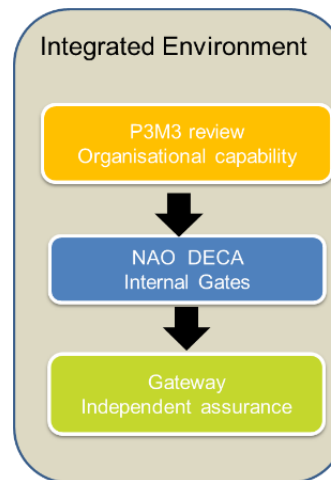 Integrated Environment
P3M3 review
Organisational capability
NAO DECA
Internal Gates
Gateway
Independent assurance